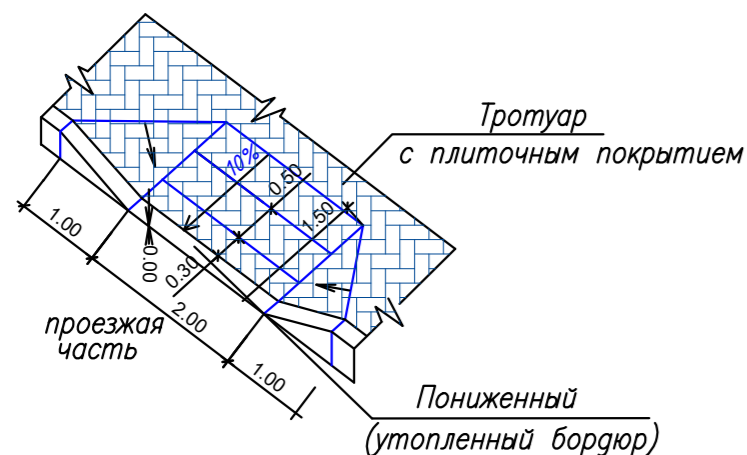 Тротуар
с плиточным покрытием
10%
0.50
1.50
0.30
0.00
1.00
2.00
1.00
проезжая
часть
Пониженный
(утопленный бордюр)